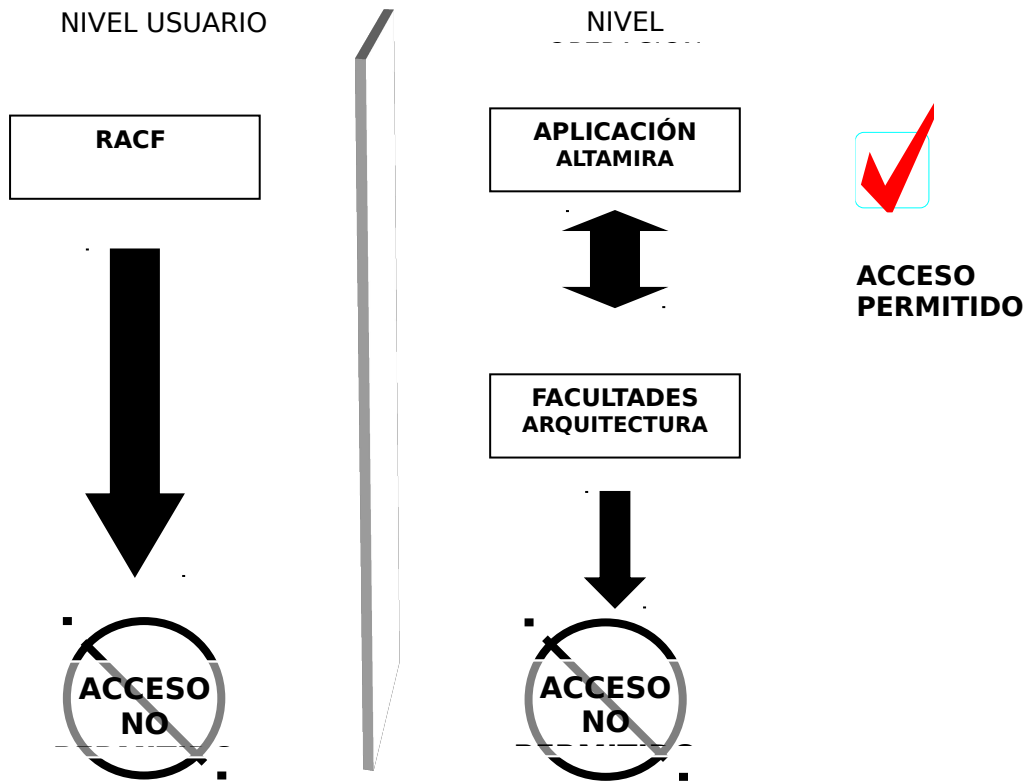 NIVEL USUARIO
NIVEL
RACF
APLICACIÓN
ALTAMIRA
ACCESO
PERMITIDO
FACULTADES
ARQUITECTURA
ACCESO
NO
ACCESO
NO